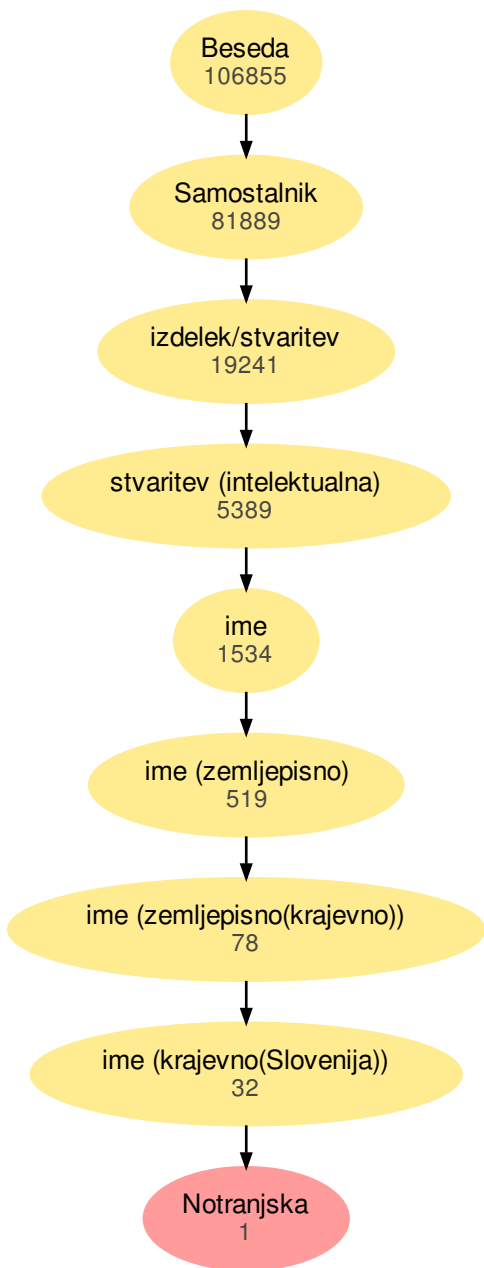 Beseda
106855
Samostalnik
81889
izdelek/stvaritev
19241
stvaritev (intelektualna)
5389
ime
1534
ime (zemljepisno)
519
ime (zemljepisno(krajevno))
78
ime (krajevno(Slovenija))
32
Notranjska
1